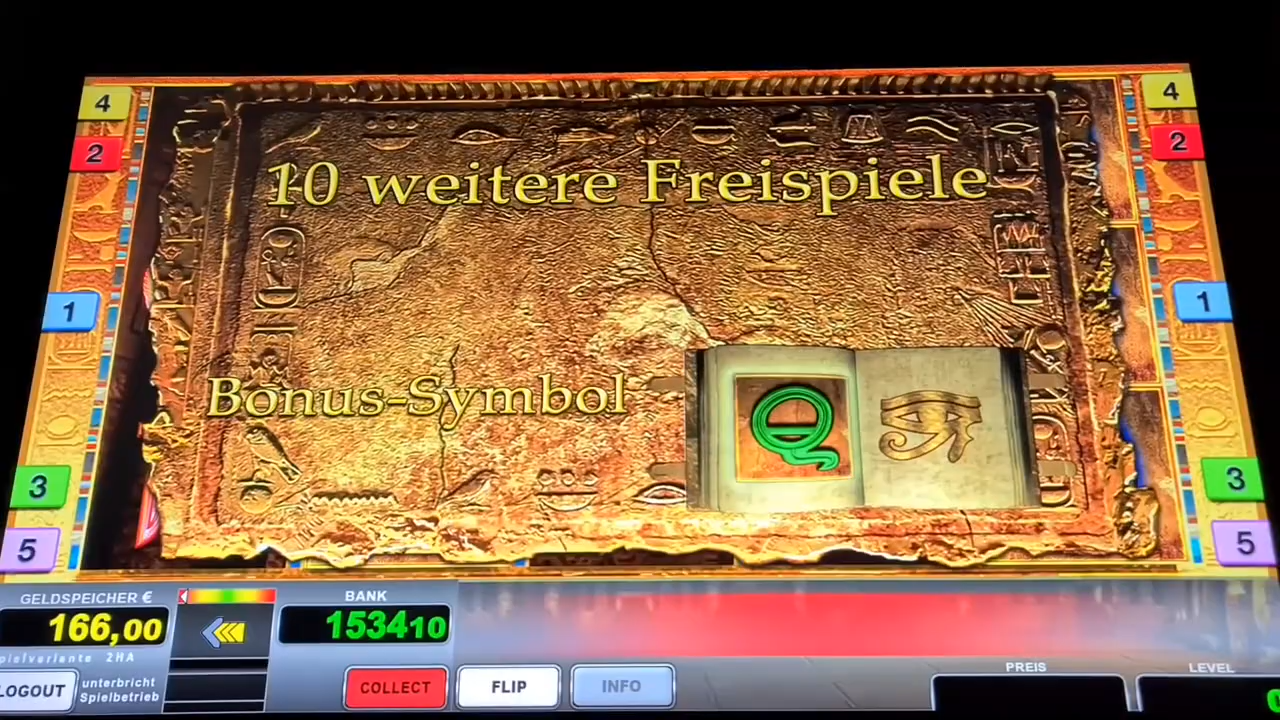 4
4
2
2
10 weitere Freispiele
1
1
Bonus-Symbol
Q
3
3
5
5
GELDSPEICHER €
BANK
166,00
153410
2HA
unterbricht
Spielbetrieb
LOGOUT
COLLECT
FLIP
INFO
PREIS
LEVEL